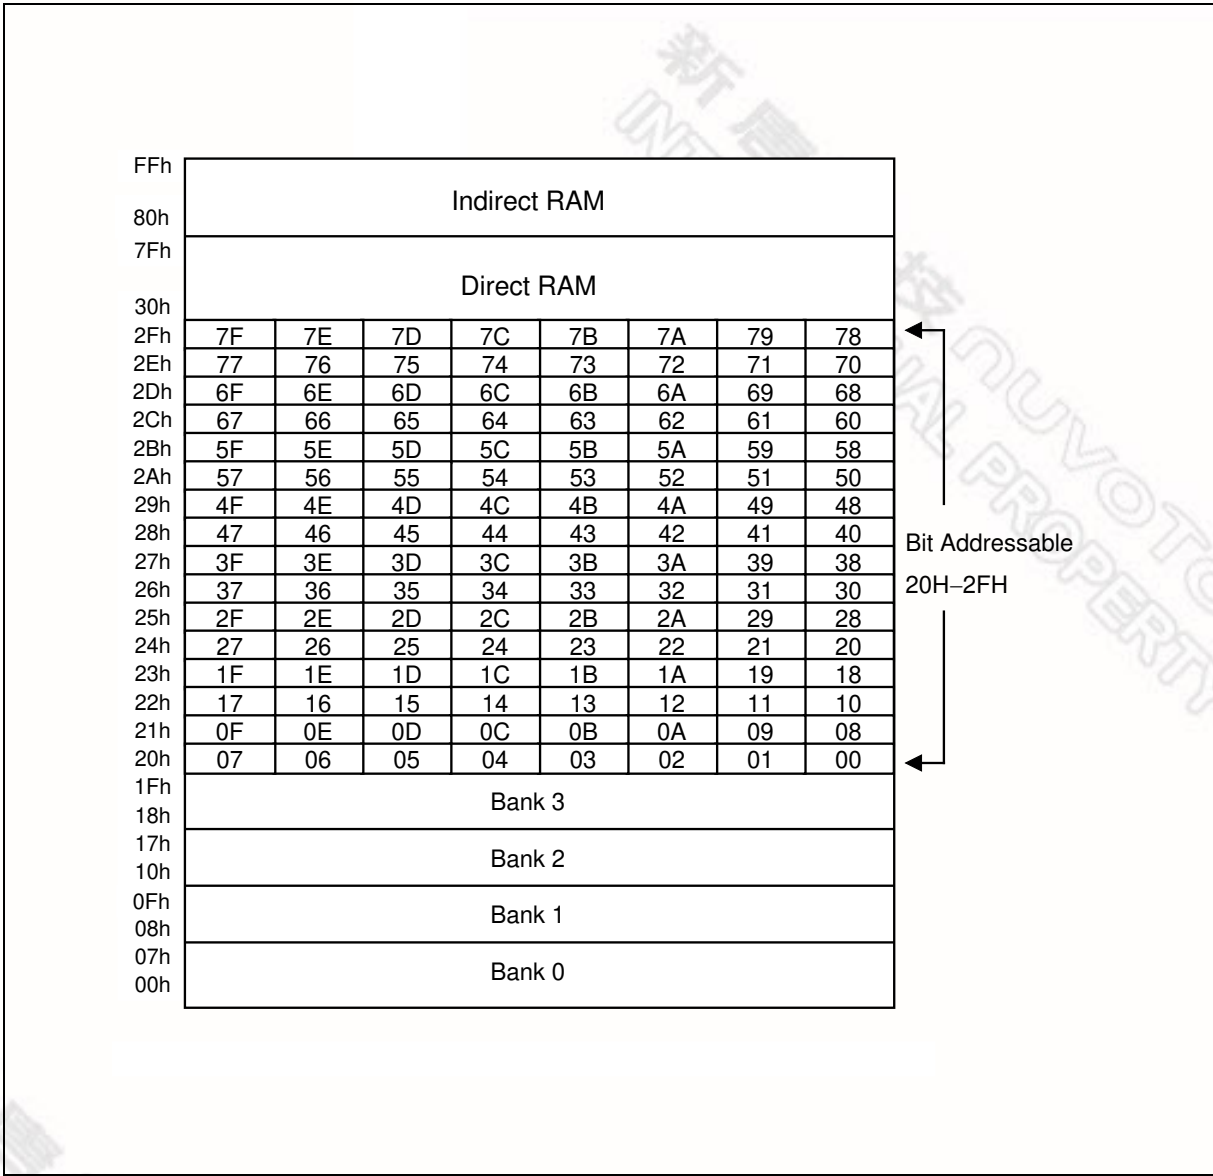 新唐
FFh
Indirect RAM
80h
7Fh
Direct RAM
30h
2Fh 7F 7E 7D 7C 7B 7A 79 78
2Eh 77 76 75 74 73 72 71 70
2Dh 6F 6E 6D 6C 6B 6A 69 68
2Ch 67 66 65 64 63 62 61 60
2Bh 5F 5E 5D 5C 5B 5A 59 58
2Ah 57 56 55 54 53 52 51 50
29h 4F 4E 4D 4C 4B 4A 49 48
28h 47 46 45 44 43 42 41 40
27h 3F 3E 3D 3C 3B 3A 39 38
26h 37 36 35 34 33 32 31 30
25h 2F 2E 2D 2C 2B 2A 29 28
24h 27 26 25 24 23 22 21 20
23h 1F 1E 1D 1C 1B 1A 19 18
22h 17 16 15 14 13 12 11 10
21h 0F 0E 0D 0C 0B 0A 09 08
20h 07 06 05 04 03 02 01 00
Bit Addressable
20H–2FH
1Fh
Bank 3
18h
17h
Bank 2
10h
0Fh
Bank 1
08h
07h
Bank 0
00h
技 nuvoto
PROPERTY